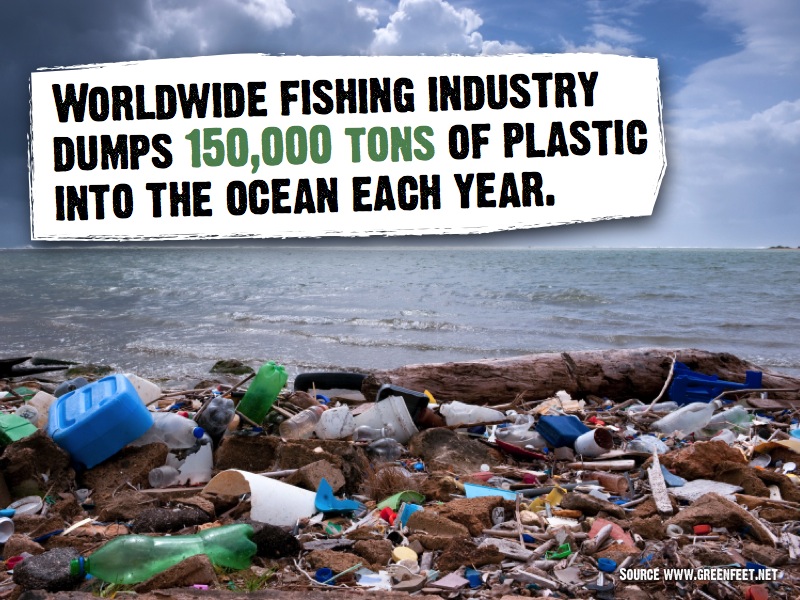 Worldwide fishing industry
dumps 150,000 tons of plastic
into the ocean each year.
Source www.greenfeet.net